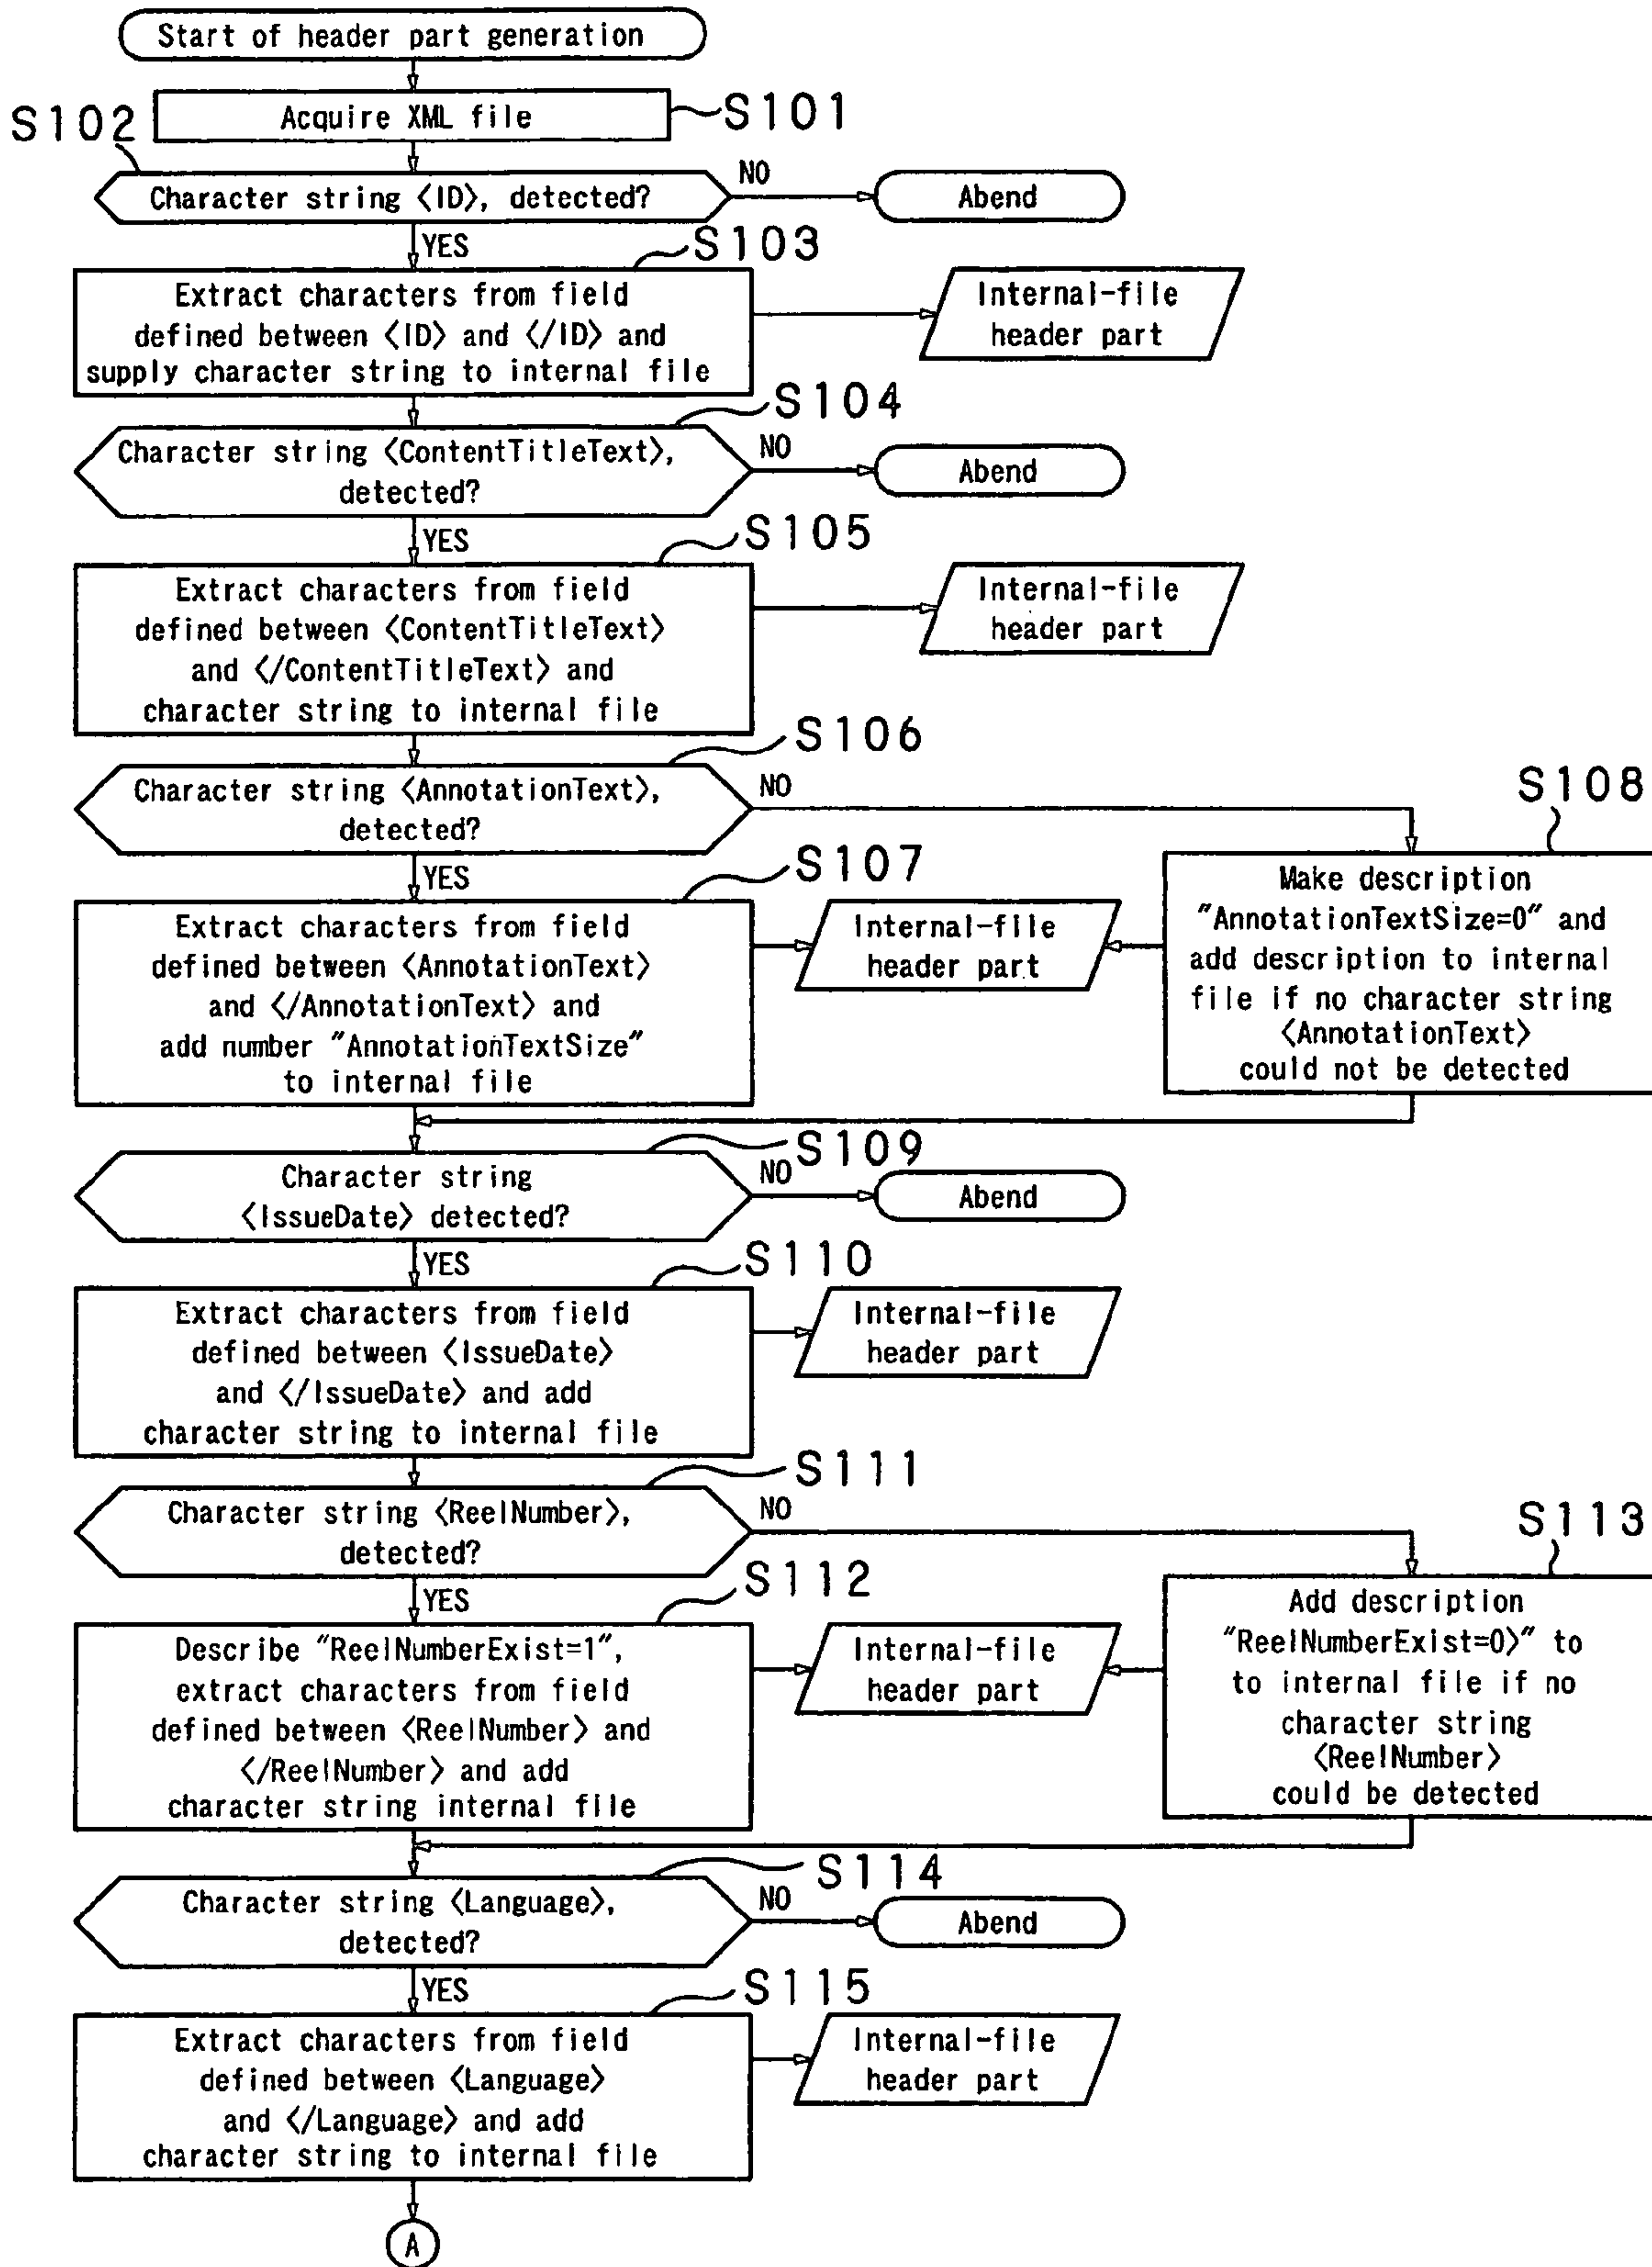 Start of header part generation
Acquire XML file
S101
S102
Character string <ID>, detected?
NO
Abend
YES
S103
Extract characters from field
defined between <ID> and </ID> and
supply character string to internal file
Internal-file
header part
S104
Character string <ContentTitleText>,
detected?
NO
Abend
YES
S105
Extract characters from field
defined between <ContentTitleText>
and </ContentTitleText> and
character string to internal file
Internal-file
header part
S106
Character string <AnnotationText>,
detected?
NO
S108
YES
S107
Extract characters from field
defined between <AnnotationText>
and </AnnotationText> and
add number "AnnotationTextSize"
to internal file
Internal-file
header part
Make description
"AnnotationTextSize=0" and
add description to internal
file if no character string
<AnnotationText>
could not be detected
S109
Character string
<IssueDate> detected?
NO
Abend
YES
S110
Extract characters from field
defined between <IssueDate>
and </IssueDate> and add
character string to internal file
Internal-file
header part
S111
Character string <ReelNumber>,
detected?
NO
S113
YES
S112
Describe "ReelNumberExist=1",
extract characters from field
defined between <ReelNumber> and
</ReelNumber> and add
character string internal file
Internal-file
header part
Add description
"ReelNumberExist=0>" to
to internal file if no
character string
<ReelNumber>
could be detected
S114
Character string <Language>,
detected?
NO
Abend
YES
S115
Extract characters from field
defined between <Language>
and </Language> and add
character string to internal file
Internal-file
header part
A